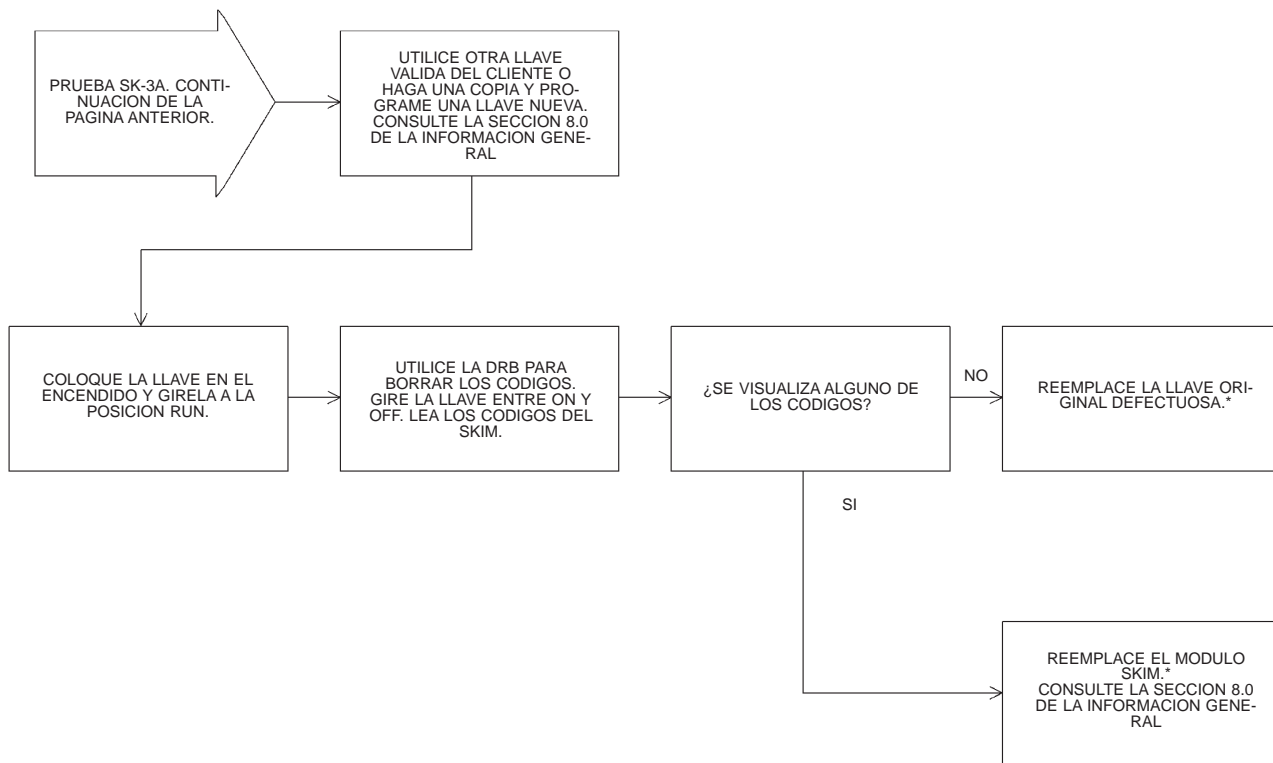 PRUEBA SK-3A. CONTI-
NUACION DE LA
PAGINA ANTERIOR.
UTILICE OTRA LLAVE
VALIDA DEL CLIENTE O
HAGA UNA COPIA Y PRO-
GRAME UNA LLAVE NUEVA.
CONSULTE LA SECCION 8.0
DE LA INFORMACION GENE-
RAL
COLOQUE LA LLAVE EN EL
ENCENDIDO Y GIRELA A LA
POSICION RUN.
UTILICE LA DRB PARA
BORRAR LOS CODIGOS.
GIRE LA LLAVE ENTRE ON Y
OFF. LEA LOS CODIGOS DEL
SKIM.
¿SE VISUALIZA ALGUNO DE
LOS CODIGOS?
NO
REEMPLACE LA LLAVE ORI-
GINAL DEFECTUOSA.*
SI
REEMPLACE EL MODULO
SKIM.*
CONSULTE LA SECCION 8.0
DE LA INFORMACION GENE-
RAL